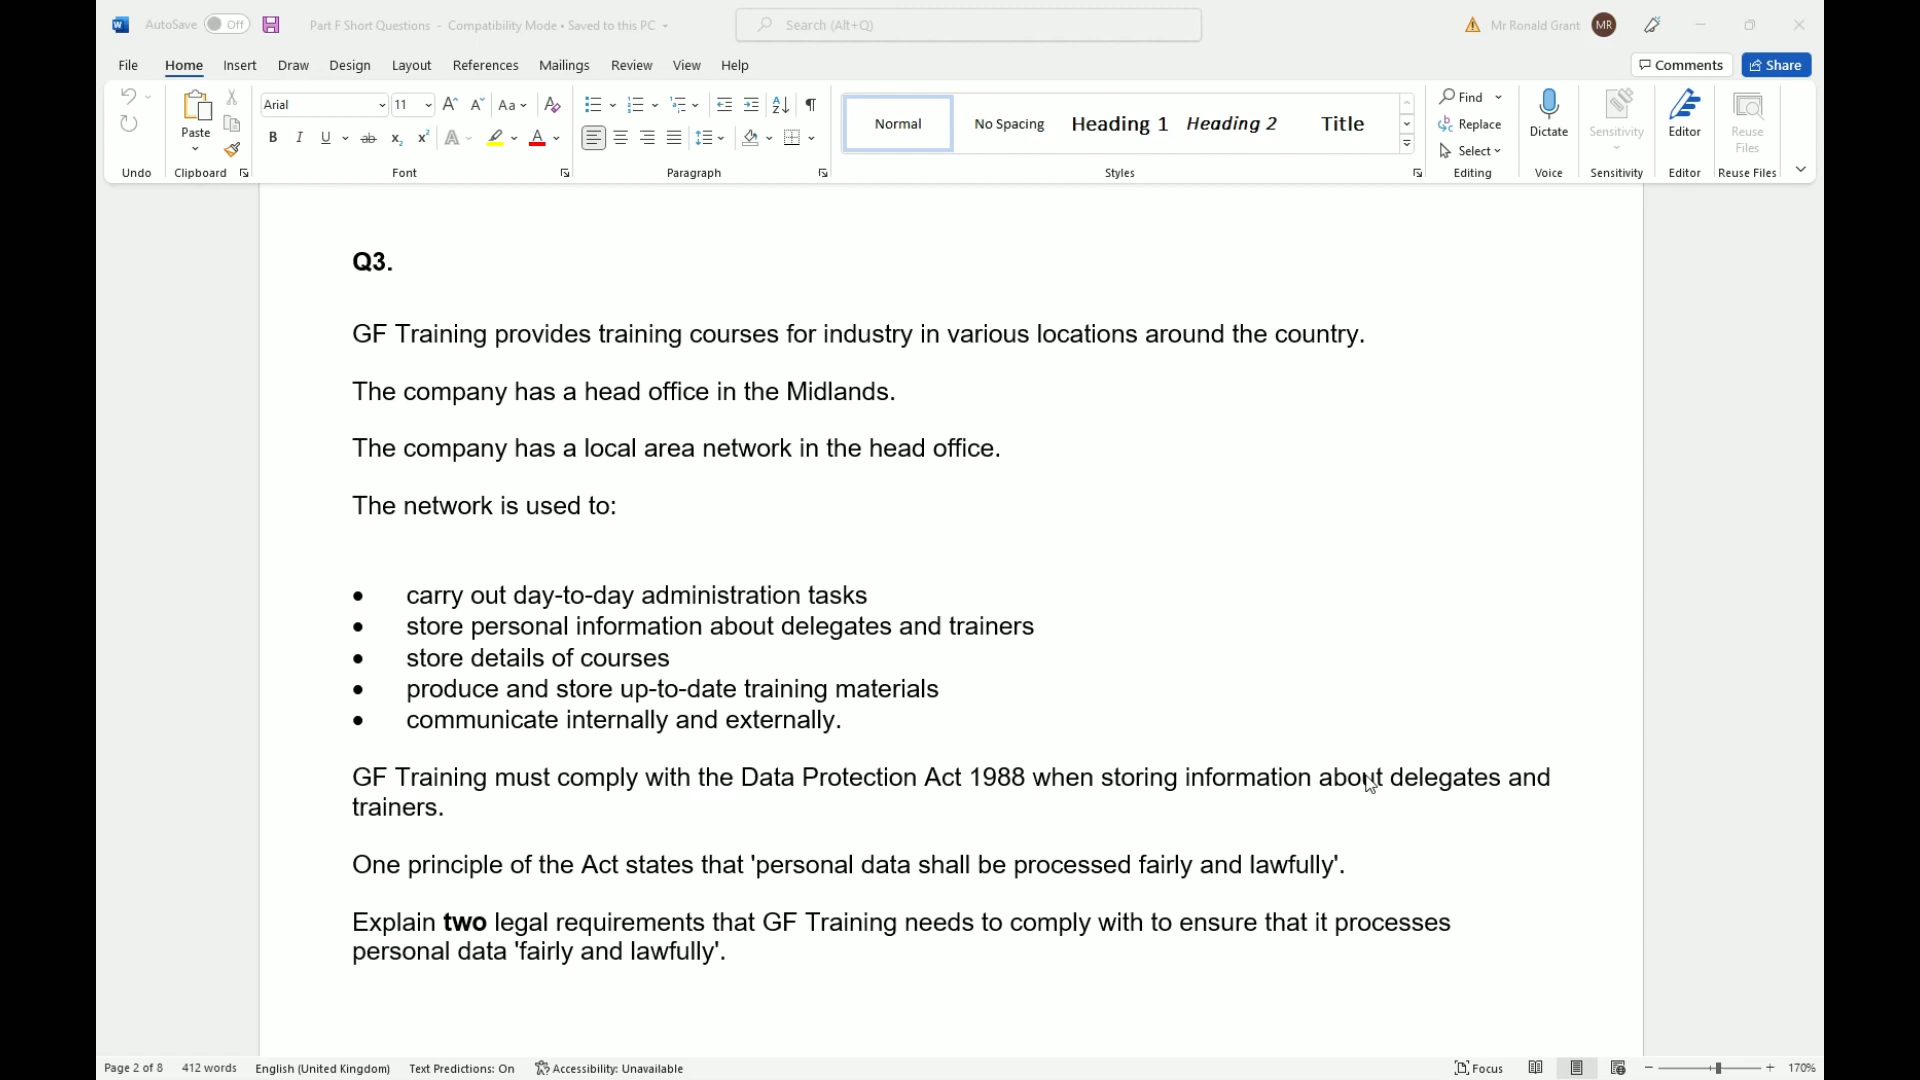 AutoSave Off Part F Short Questions - Compatibility Mode • Saved to this PC Search (Alt+Q) Mr Ronald Grant MR
File Home Insert Draw Design Layout References Mailings Review View Help Comments Share
Paste Arial 11 Aa B I U ab x₂ x² A A Normal No Spacing Heading 1 Heading 2 Title Find Replace Select Dictate Sensitivity Editor Reuse Files
Undo Clipboard Font Paragraph Styles Editing Voice Sensitivity Editor Reuse Files
Q3.
GF Training provides training courses for industry in various locations around the country.
The company has a head office in the Midlands.
The company has a local area network in the head office.
The network is used to:
• carry out day-to-day administration tasks
• store personal information about delegates and trainers
• store details of courses
• produce and store up-to-date training materials
• communicate internally and externally.
GF Training must comply with the Data Protection Act 1988 when storing information about delegates and
trainers.
One principle of the Act states that 'personal data shall be processed fairly and lawfully'.
Explain two legal requirements that GF Training needs to comply with to ensure that it processes
personal data 'fairly and lawfully'.
Page 2 of 8 412 words English (United Kingdom) Text Predictions: On Accessibility: Unavailable Focus 170%